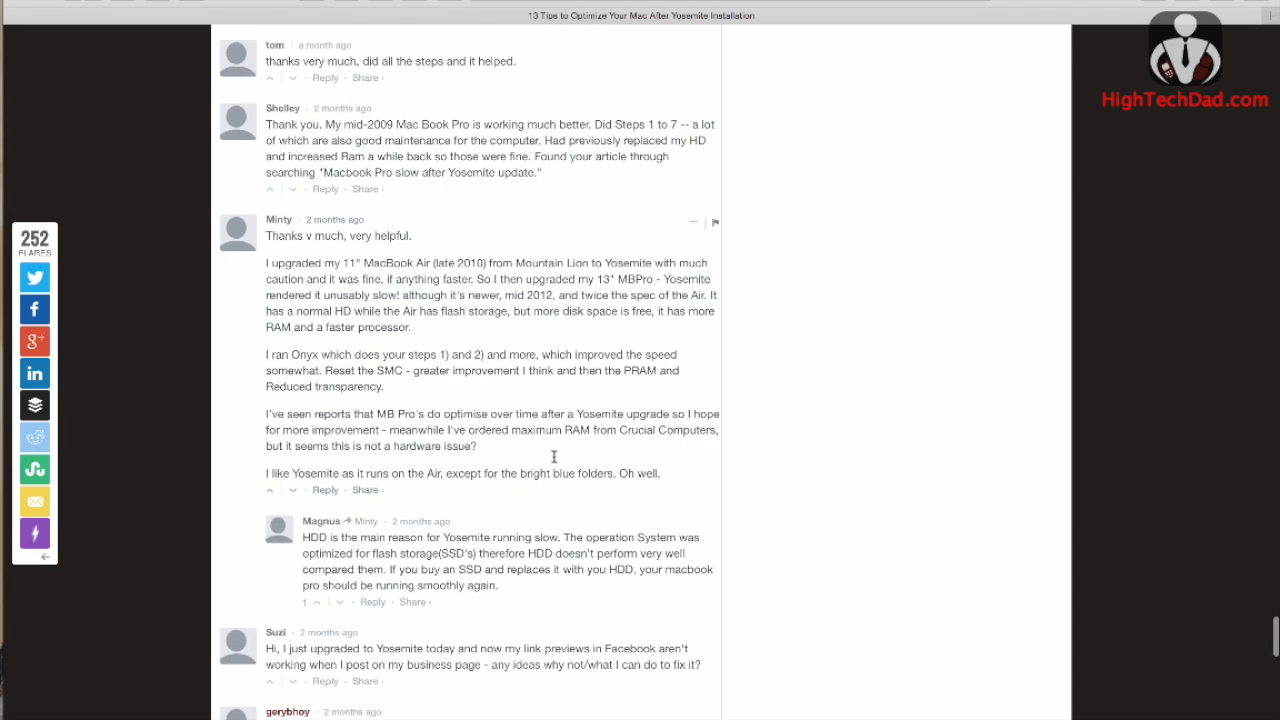 13 Tips to Optimize Your Mac After Yosemite Installation
HighTechDad.com
tom · a month ago
thanks very much, did all the steps and it helped.
Reply Share ›
Shelley · 2 months ago
Thank you. My mid-2009 Mac Book Pro is working much better. Did Steps 1 to 7 -- a lot
of which are also good maintenance for the computer. Had previously replaced my HD
and increased Ram a while back so those were fine. Found your article through
searching "Macbook Pro slow after Yosemite update."
Reply Share ›
Minty · 2 months ago
Thanks v much, very helpful.
I upgraded my 11" MacBook Air (late 2010) from Mountain Lion to Yosemite with much
caution and it was fine, if anything faster. So I then upgraded my 13" MBPro - Yosemite
rendered it unusably slow! although it's newer, mid 2012, and twice the spec of the Air. It
has a normal HD while the Air has flash storage, but more disk space is free, it has more
RAM and a faster processor.
I ran Onyx which does your steps 1) and 2) and more, which improved the speed
somewhat. Reset the SMC - greater improvement I think and then the PRAM and
Reduced transparency.
I've seen reports that MB Pro's do optimise over time after a Yosemite upgrade so I hope
for more improvement - meanwhile I've ordered maximum RAM from Crucial Computers,
but it seems this is not a hardware issue?
I like Yosemite as it runs on the Air, except for the bright blue folders. Oh well.
Reply Share ›
Magnus Minty · 2 months ago
HDD is the main reason for Yosemite running slow. The operation System was
optimized for flash storage(SSD's) therefore HDD doesn't perform very well
compared them. If you buy an SSD and replaces it with you HDD, your macbook
pro should be running smoothly again.
1 Reply Share ›
Suzi · 2 months ago
Hi, I just upgraded to Yosemite today and now my link previews in Facebook aren't
working when I post on my business page - any ideas why not/what I can do to fix it?
Reply Share ›
gerybhoy · 2 months ago
252
FLARES
f
g+
in